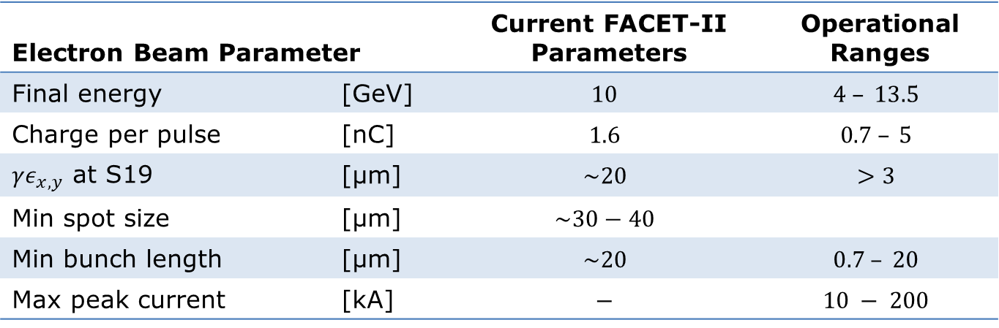 Electron Beam Parameter Current FACET-II Parameters Operational Ranges
Final energy [GeV] 10 4 – 13.5
Charge per pulse [nC] 1.6 0.7 – 5
γϵx,y at S19 [µm] ~20 > 3
Min spot size [µm] ~30 − 40
Min bunch length [µm] ~20 0.7 – 20
Max peak current [kA] − 10 − 200